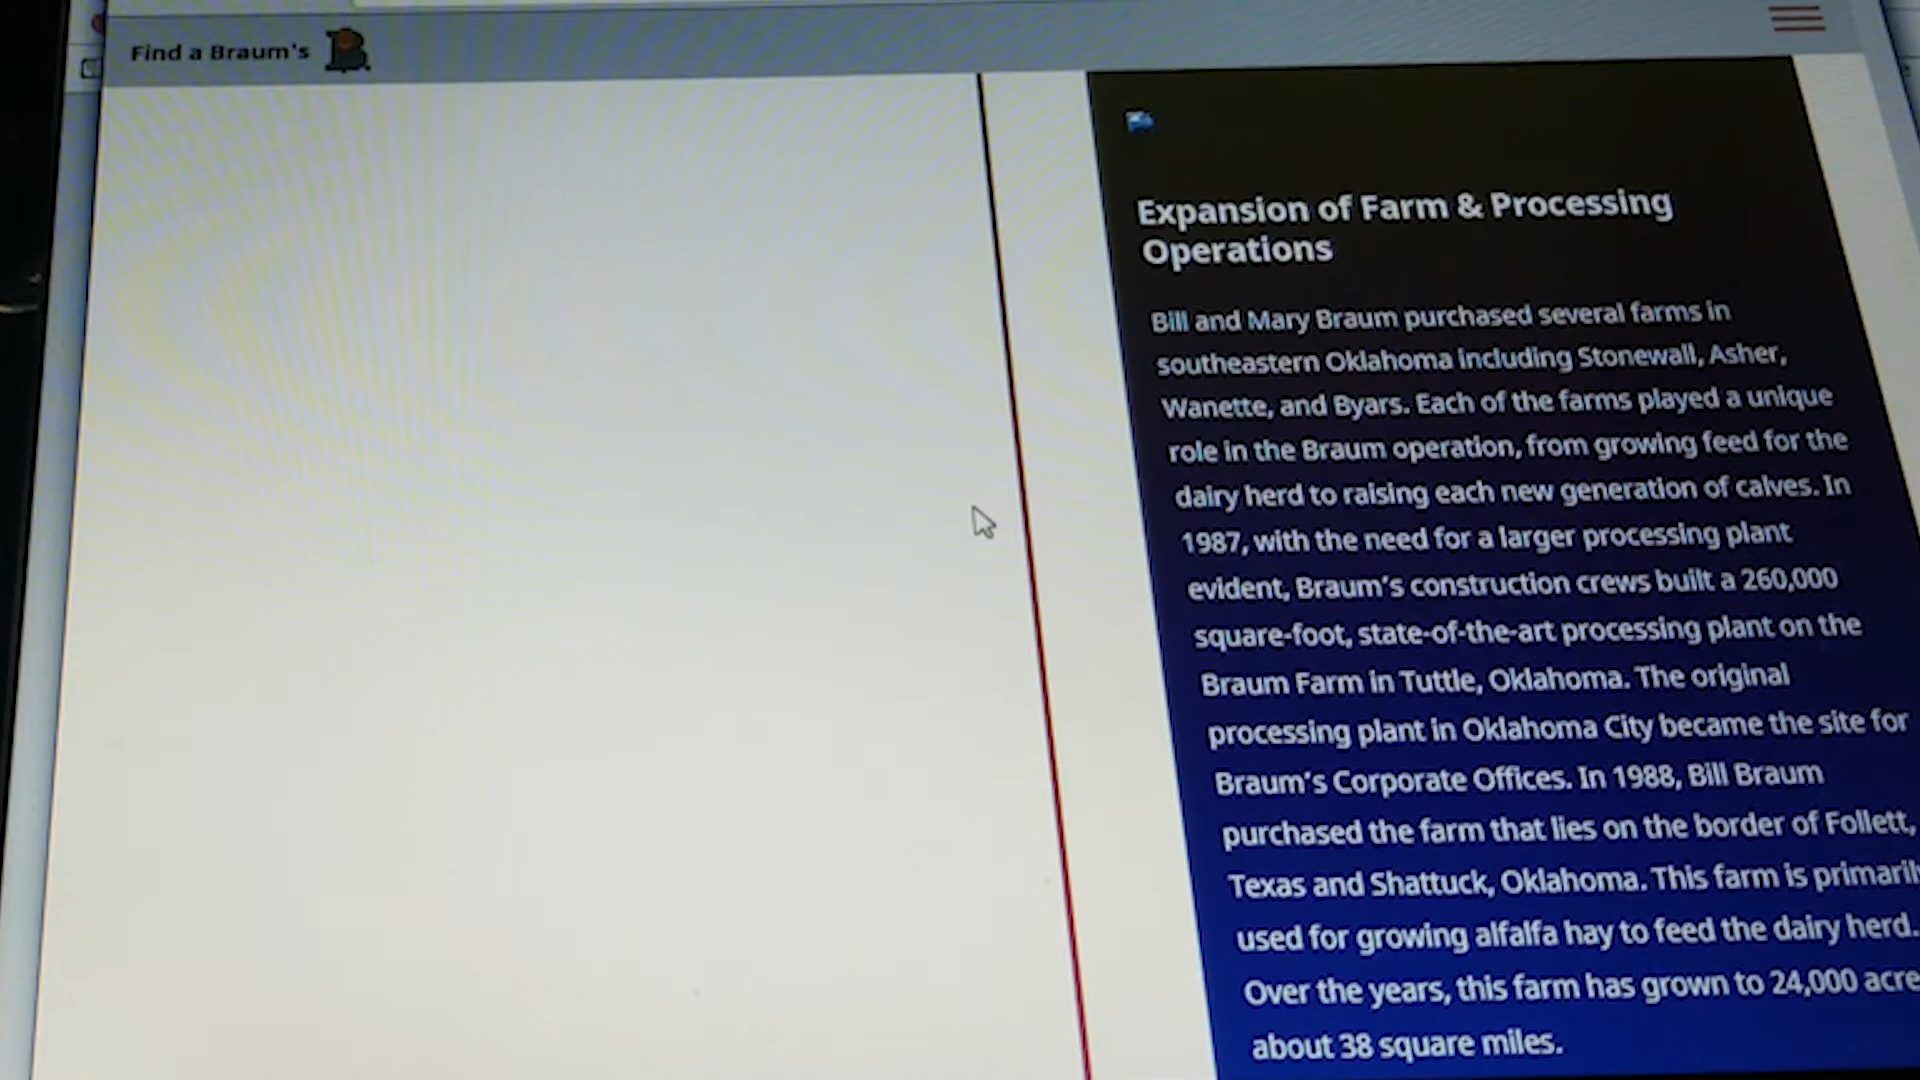 Find a Braum's
Expansion of Farm & Processing
Operations
Bill and Mary Braum purchased several farms in
southeastern Oklahoma including Stonewall, Asher,
Wanette, and Byars. Each of the farms played a unique
role in the Braum operation, from growing feed for the
dairy herd to raising each new generation of calves. In
1987, with the need for a larger processing plant
evident, Braum's construction crews built a 260,000
square-foot, state-of-the-art processing plant on the
Braum Farm in Tuttle, Oklahoma. The original
processing plant in Oklahoma City became the site for
Braum's Corporate Offices. In 1988, Bill Braum
purchased the farm that lies on the border of Follett,
Texas and Shattuck, Oklahoma. This farm is primaril
used for growing alfalfa hay to feed the dairy herd.
Over the years, this farm has grown to 24,000 acre
about 38 square miles.